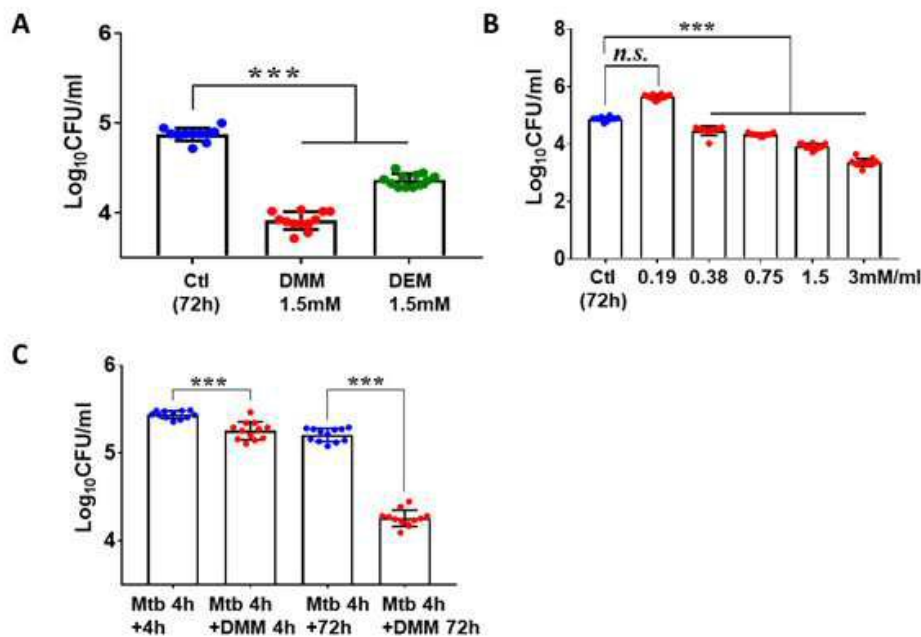 A
Log10CFU/ml
6
5
4
***
Ctl
(72h)
DMM
1.5mM
DEM
1.5mM
B
Log10CFU/ml
8
6
4
2
0
***
n.s.
Ctl 0.19 0.38 0.75 1.5 3mM/ml
(72h)
C
Log10CFU/ml
6
5
4
*** ***
Mtb 4h Mtb 4h Mtb 4h Mtb 4h
+4h +DMM 4h +72h +DMM 72h